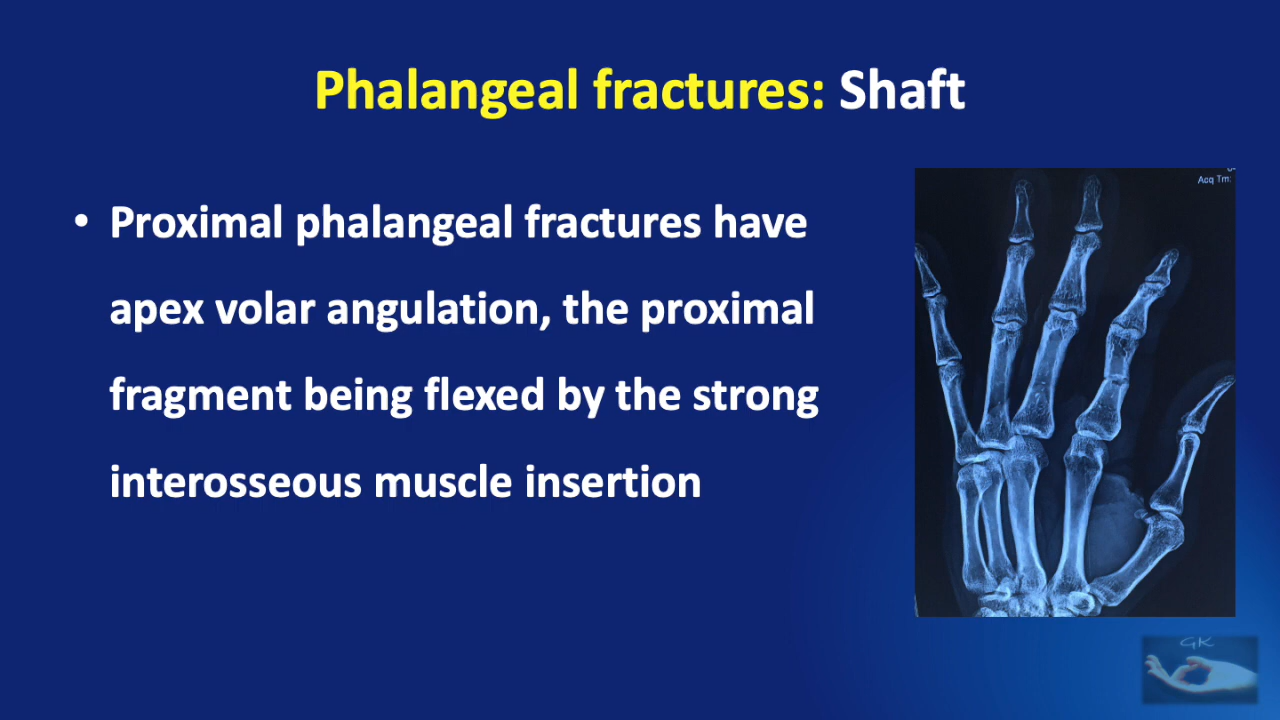 Phalangeal fractures: Shaft
• Proximal phalangeal fractures have
apex volar angulation, the proximal
fragment being flexed by the strong
interosseous muscle insertion
Acq Tm:
GK